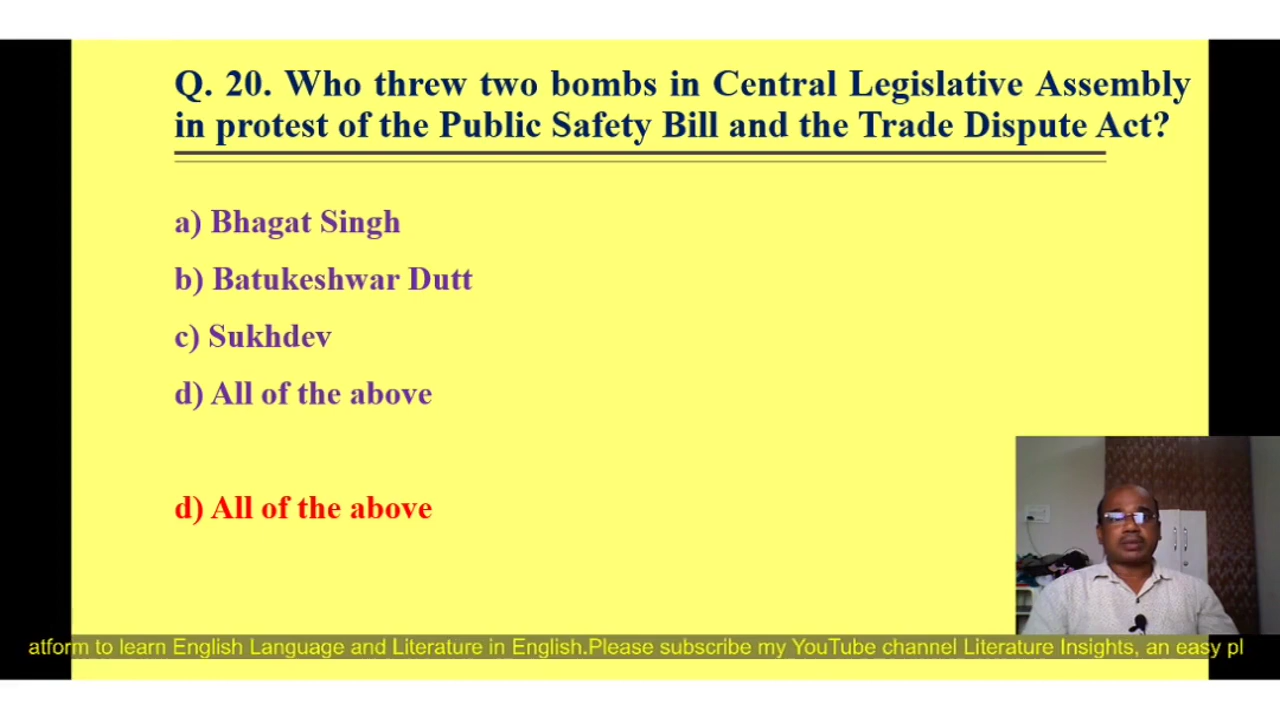 Q. 20. Who threw two bombs in Central Legislative Assembly
in protest of the Public Safety Bill and the Trade Dispute Act?
a) Bhagat Singh
b) Batukeshwar Dutt
c) Sukhdev
d) All of the above
d) All of the above
atform to learn English Language and Literature in English.Please subscribe my YouTube channel Literature Insights, an easy pl